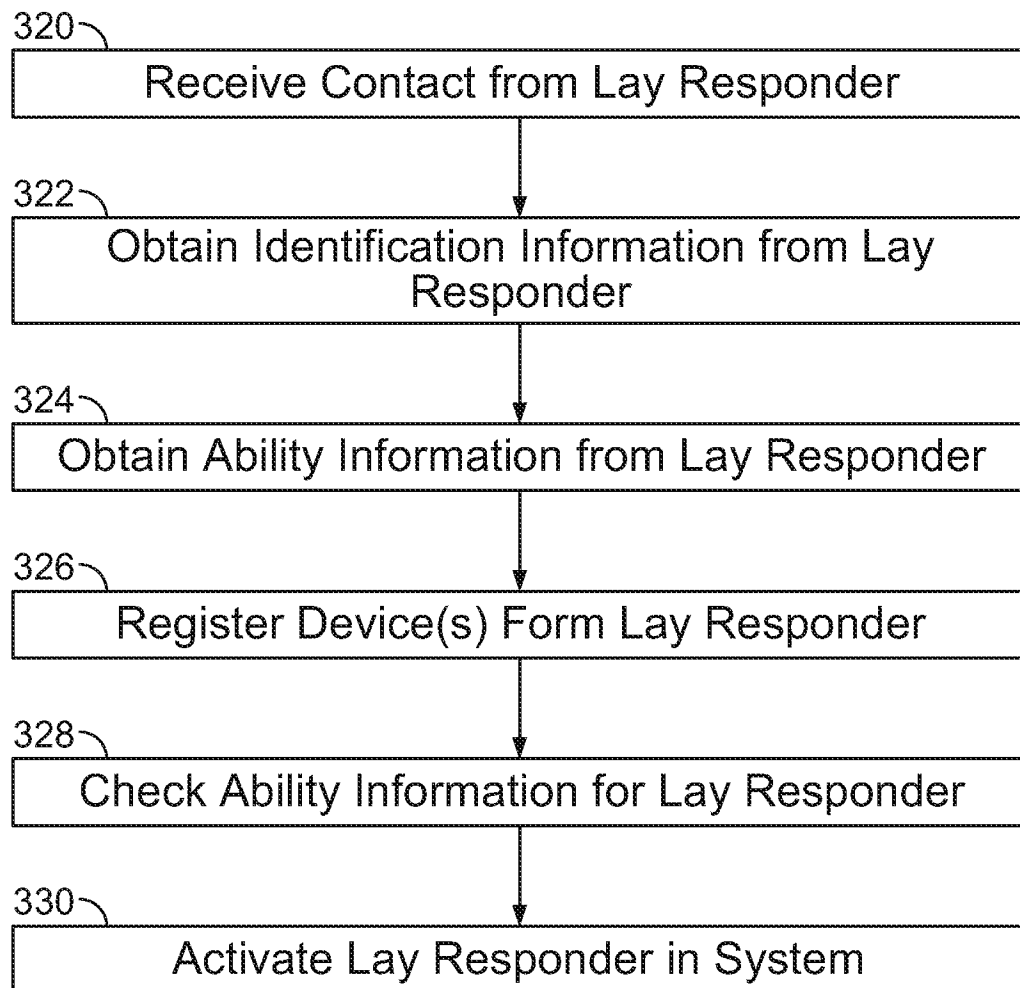 320
Receive Contact from Lay Responder
322
Obtain Identification Information from Lay
Responder
324
Obtain Ability Information from Lay Responder
326
Register Device(s) Form Lay Responder
328
Check Ability Information for Lay Responder
330
Activate Lay Responder in System